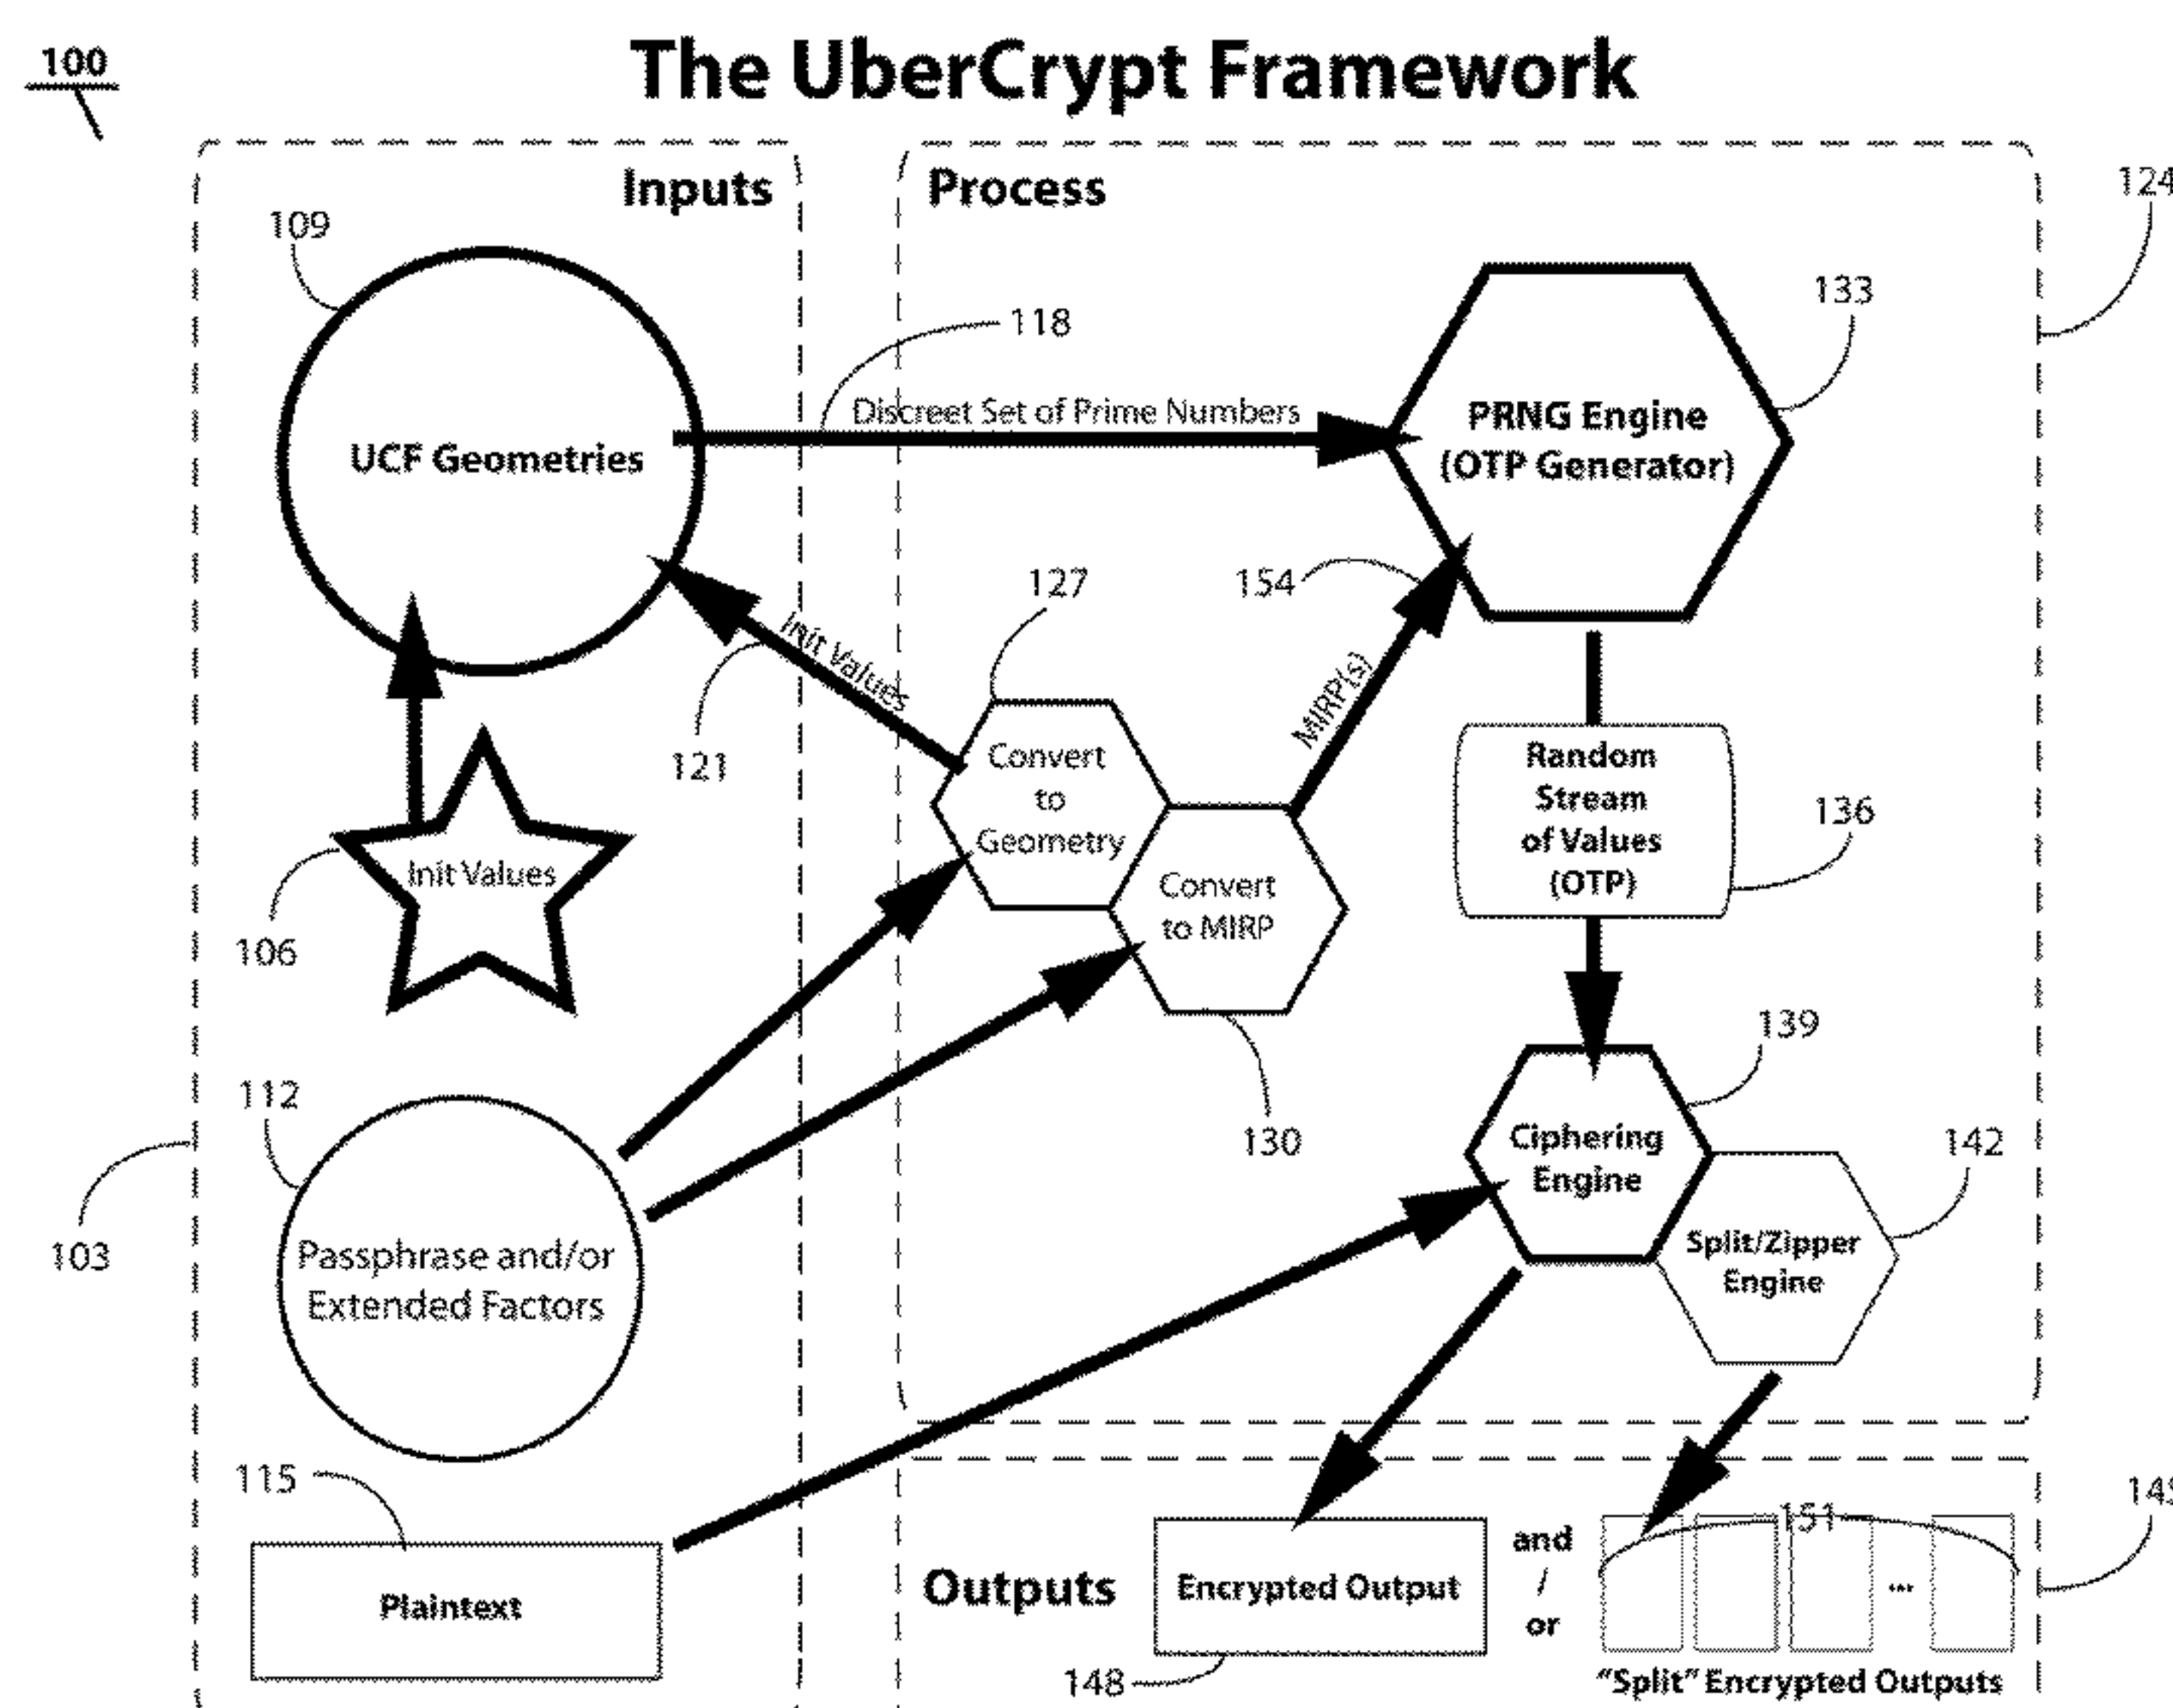 100
The UberCrypt Framework
Inputs
Process
124
109
133
118
Discreet Set of Prime Numbers
UCF Geometries
PRNG Engine
(OTP Generator)
127
154
Init Values
121
MIRP(s)
Convert
to
Geometry
Random
Stream
of Values
(OTP)
136
Init Values
106
Convert
to MIRP
139
112
130
Ciphering
Engine
142
103
Passphrase and/or
Extended Factors
Split/Zipper
Engine
115
151
Plaintext
Outputs
Encrypted Output
and
/
or
...
148
"Split" Encrypted Outputs